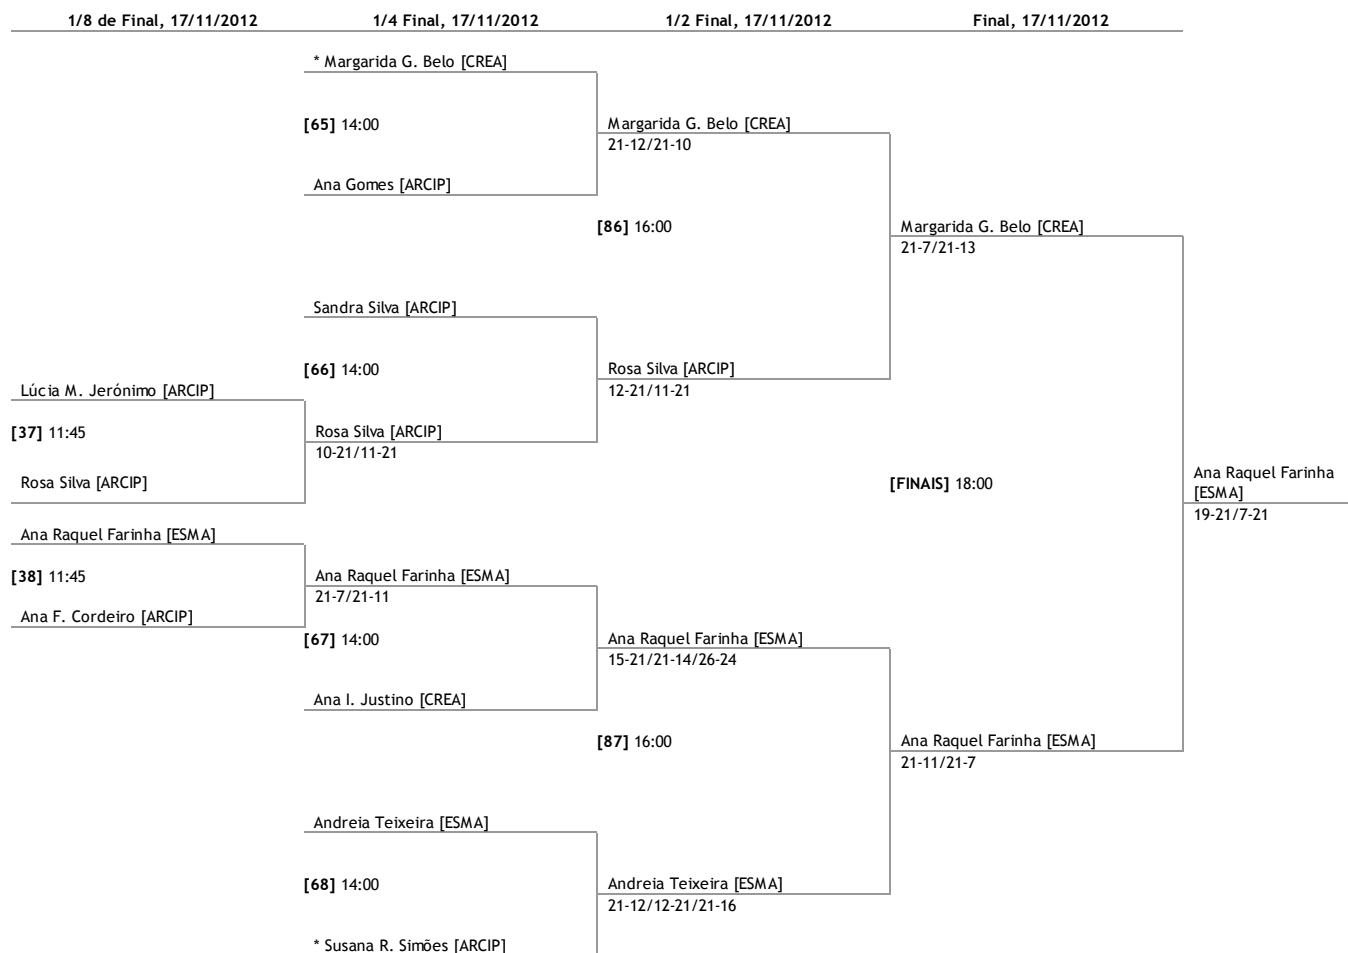 1/8 de Final, 17/11/2012 1/4 Final, 17/11/2012 1/2 Final, 17/11/2012 Final, 17/11/2012
* Margarida G. Belo [CREA]
[65] 14:00 Margarida G. Belo [CREA]
21-12/21-10
Ana Gomes [ARCIP]
[86] 16:00 Margarida G. Belo [CREA]
21-7/21-13
Sandra Silva [ARCIP]
[66] 14:00 Rosa Silva [ARCIP]
Lúcia M. Jerónimo [ARCIP] 12-21/11-21
[37] 11:45 Rosa Silva [ARCIP]
10-21/11-21
Rosa Silva [ARCIP] [FINAIS] 18:00 Ana Raquel Farinha
[ESMA]
19-21/7-21
Ana Raquel Farinha [ESMA]
[38] 11:45 Ana Raquel Farinha [ESMA]
21-7/21-11
Ana F. Cordeiro [ARCIP]
[67] 14:00 Ana Raquel Farinha [ESMA]
15-21/21-14/26-24
Ana I. Justino [CREA]
[87] 16:00 Ana Raquel Farinha [ESMA]
21-11/21-7
Andreia Teixeira [ESMA]
[68] 14:00 Andreia Teixeira [ESMA]
21-12/12-21/21-16
* Susana R. Simões [ARCIP]